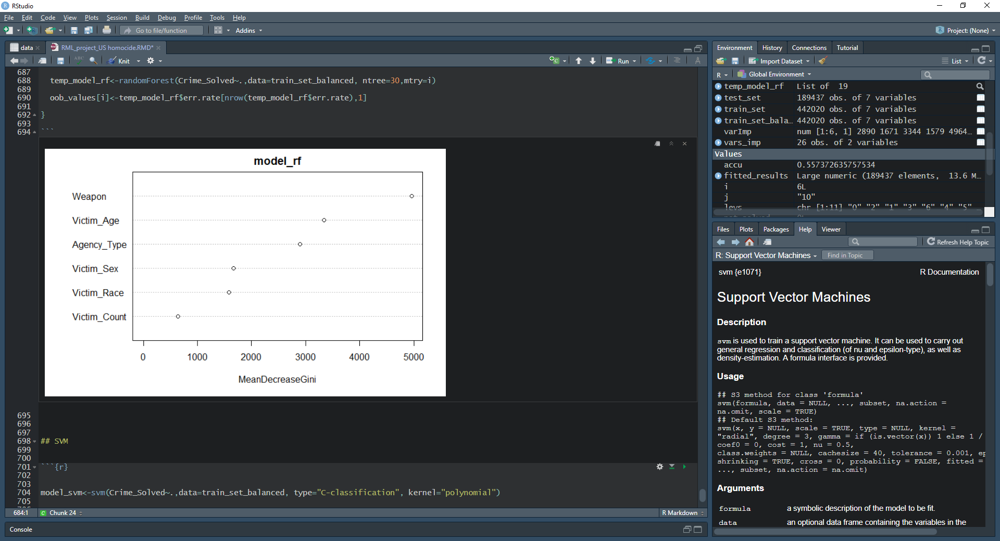 RStudio
File Edit Code View Plots Session Build Debug Profile Tools Help
Go to file/function Addins Project: (None)
data RML_project_US homocide.RMD*
ABC Knit Run
687
688 temp_model_rf<-randomForest(Crime_Solved~.,data=train_set_balanced, ntree=30,mtry=i)
689
690 oob_values[i]<-temp_model_rf$err.rate[nrow(temp_model_rf$err.rate),1]
691
692 }
693
694 ```
model_rf
Weapon
Victim_Age
Agency_Type
Victim_Sex
Victim_Race
Victim_Count
0 1000 2000 3000 4000 5000
MeanDecreaseGini
695
696
697
698 ## SVM
699
700
701 ```{r}
702
703
704 model_svm<-svm(Crime_Solved~.,data=train_set_balanced, type="C-classification", kernel="polynomial")
705
684:1 C Chunk 24 R Markdown
Console
Environment History Connections Tutorial
Import Dataset List
R Global Environment
temp_model_rf List of 19
test_set 189437 obs. of 7 variables
train_set 442020 obs. of 7 variables
train_set_bala… 442020 obs. of 7 variables
varImp num [1:6, 1] 2890 1671 3344 1579 4964…
vars_imp 26 obs. of 2 variables
Values
accu 0.557372635757534
fitted_results Large numeric (189437 elements, 13.6 M…
i 6L
j "10"
levs chr [1:11] "0" "2" "1" "3" "6" "4" "5" …
Files Plots Packages Help Viewer
Refresh Help Topic
R: Support Vector Machines Find in Topic
svm {e1071} R Documentation
Support Vector Machines
Description
svm is used to train a support vector machine. It can be used to carry out
general regression and classification (of nu and epsilon-type), as well as
density-estimation. A formula interface is provided.
Usage
## S3 method for class 'formula'
svm(formula, data = NULL, ..., subset, na.action =
na.omit, scale = TRUE)
## Default S3 method:
svm(x, y = NULL, scale = TRUE, type = NULL, kernel =
"radial", degree = 3, gamma = if (is.vector(x)) 1 else 1 /
coef0 = 0, cost = 1, nu = 0.5,
class.weights = NULL, cachesize = 40, tolerance = 0.001, ep
shrinking = TRUE, cross = 0, probability = FALSE, fitted =
..., subset, na.action = na.omit)
Arguments
formula a symbolic description of the model to be fit.
data an optional data frame containing the variables in the